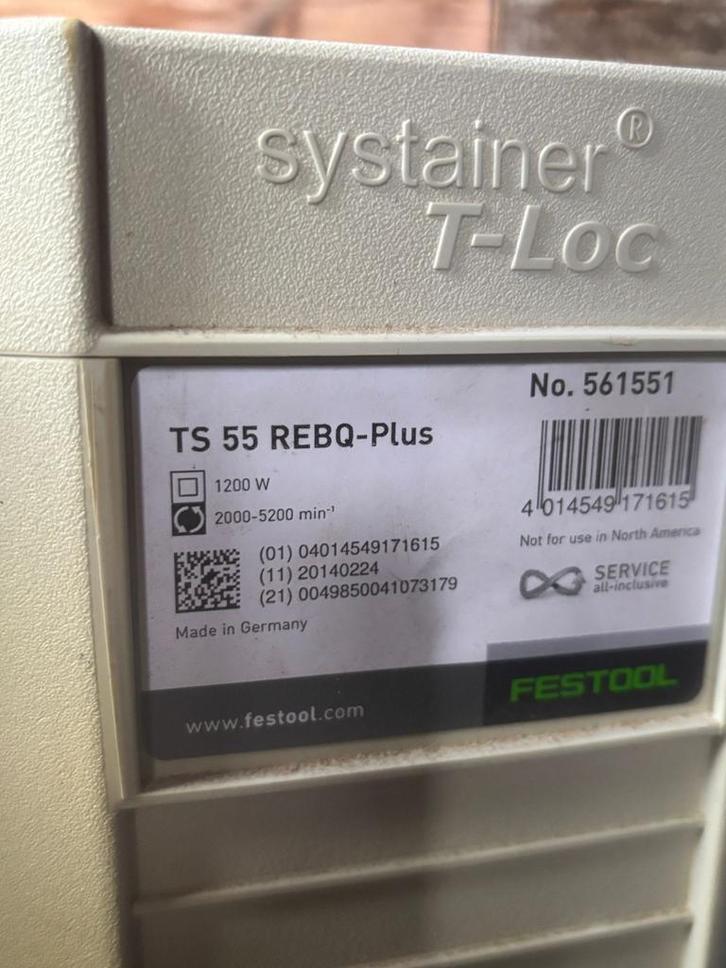 systainer®
T-Loc
No. 561551
TS 55 REBQ-Plus
1200 W
2000-5200 min⁻¹
4 014549 171615
Not for use in North America
(01) 04014549171615
(11) 20140224
(21) 0049850041073179
SERVICE
all-inclusive
Made in Germany
FESTOOL
www.festool.com